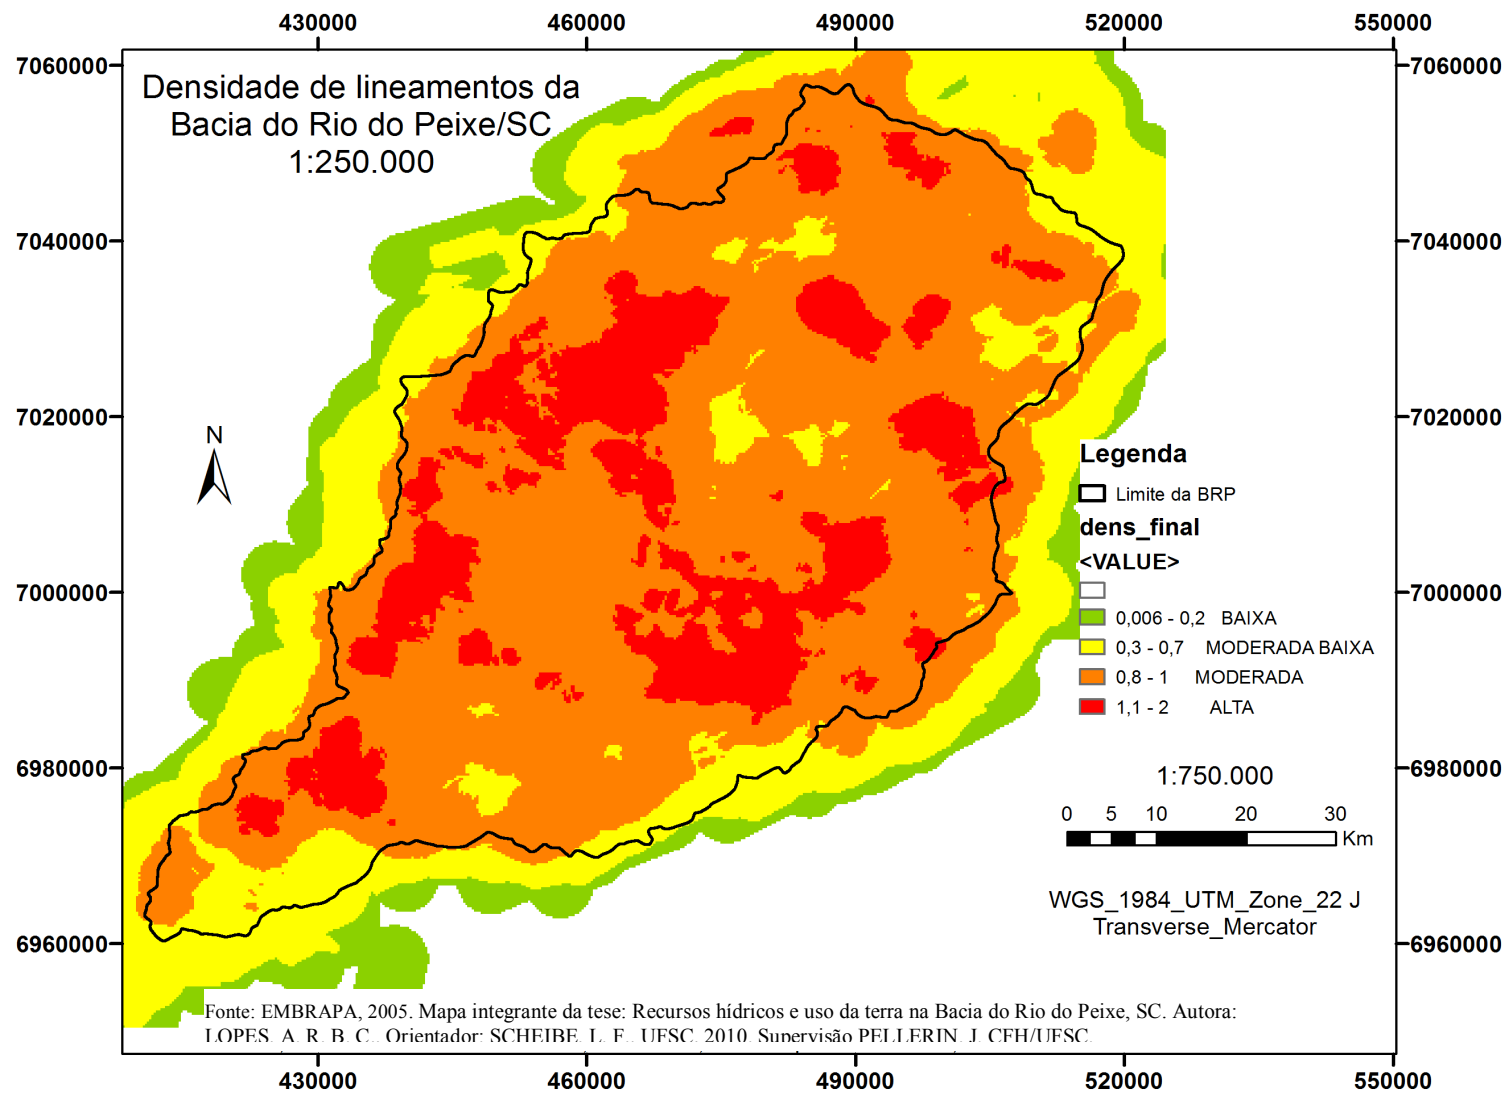 430000 460000 490000 520000 550000
Densidade de lineamentos da
Bacia do Rio do Peixe/SC
1:250.000
7060000 7060000
7040000 7040000
7020000 7020000
7000000 7000000
6980000 6980000
6960000 6960000
N
Legenda
Limite da BRP
dens_final
<VALUE>
0,006 - 0,2 BAIXA
0,3 - 0,7 MODERADA BAIXA
0,8 - 1 MODERADA
1,1 - 2 ALTA
1:750.000
0 5 10 20 30
Km
WGS_1984_UTM_Zone_22 J
Transverse_Mercator
Fonte: EMBRAPA, 2005. Mapa integrante da tese: Recursos hídricos e uso da terra na Bacia do Rio do Peixe, SC. Autora:
LOPES, A. R. B. C.. Orientador: SCHEIBE, L. F.. UFSC, 2010. Supervisão PELLERIN, J. CFH/UFSC.
430000 460000 490000 520000 550000